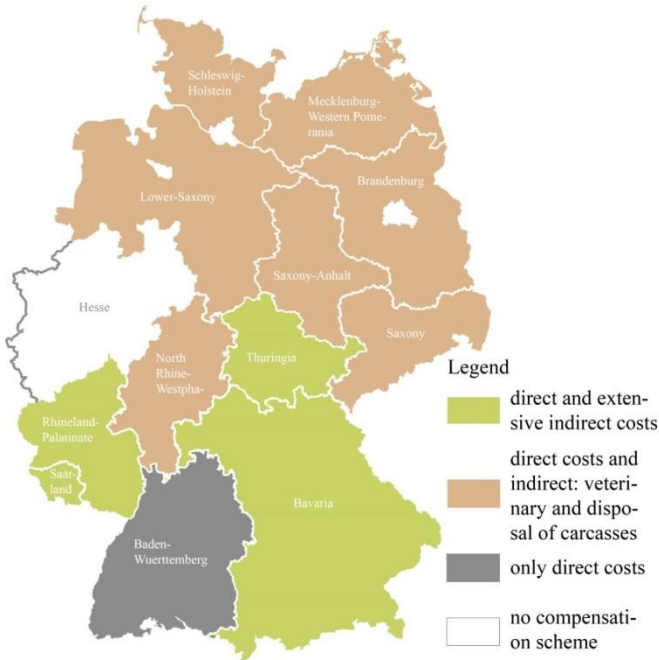 Schleswig-
Holstein
Mecklenburg-
Western Pome-
rania
Lower-Saxony
Brandenburg
Saxony-Anhalt
Hesse
North
Rhine-
Westpha-
Thuringia
Saxony
Rhineland-
Palatinate
Saar-
land
Bavaria
Baden-
Wuerttemberg
Legend
direct and exten-
sive indirect costs
direct costs and
indirect: veteri-
nary and dispo-
sal of carcasses
only direct costs
no compensati-
on scheme